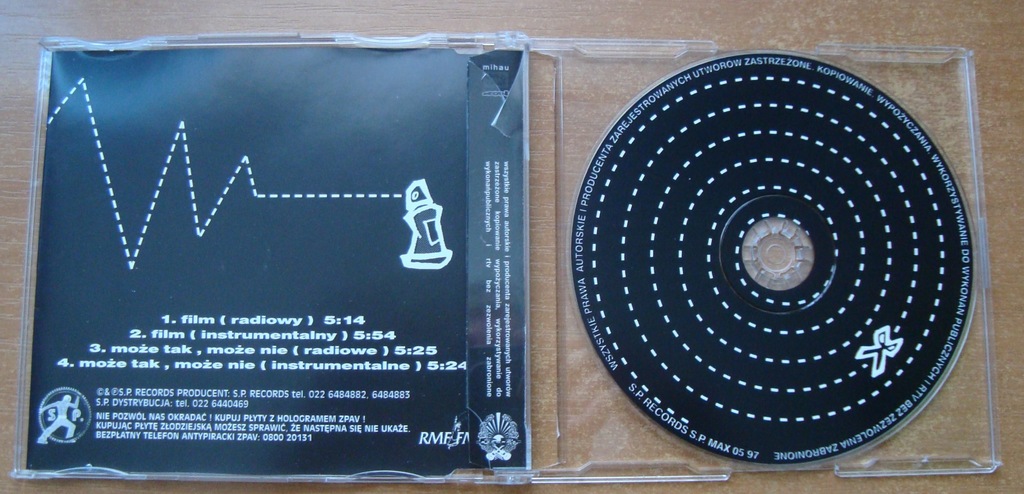 1. film ( radiowy ) 5:14
2. film ( instrumentalny ) 5:54
3. może tak , może nie ( radiowe ) 5:25
4. może tak , może nie ( instrumentalne ) 5:24
©&℗S.P. RECORDS PRODUCENT: S.P. RECORDS tel. 022 6484882, 6484883
S.P. DYSTRYBUCJA: tel. 022 6440469
NIE POZWÓL NAS OKRADAĆ ! KUPUJ PŁYTY Z HOLOGRAMEM ZPAV !
KUPUJĄC PŁYTĘ ZŁODZIEJSKĄ MOŻESZ SPRAWIĆ, ŻE NASTĘPNA SIĘ NIE UKAŻE.
BEZPŁATNY TELEFON ANTYPIRACKI ZPAV: 0800 20131
S P
RMF FM
mihau
wszystkie prawa autorskie i producenta zarejestrowanych utworów
zastrzeżone kopiowanie wypożyczania, wykorzystywanie do
wykonańpublicznych i rtv bez zezwolenia zabronione
WSZYSTKIE PRAWA AUTORSKIE I PRODUCENTA ZAREJESTROWANYCH UTWORÓW ZASTRZEŻONE. KOPIOWANIE. WYPOŻYCZANIA. WYKORZYSTYWANIE DO WYKONAŃ PUBLICZNYCH I RTV BEZ ZEZWOLENIA ZABRONIONE
S.P. RECORDS S.P. MAX 05 97